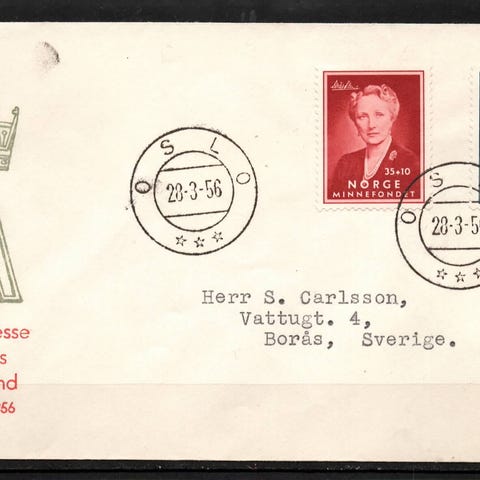 OSLO
28-3-56
35+10
NORGE
MINNEFONDET
OSLO
28-3-5
Herr S. Carlsson,
Vattugt. 4,
Borås, Sverige.
esse
s
nd
56